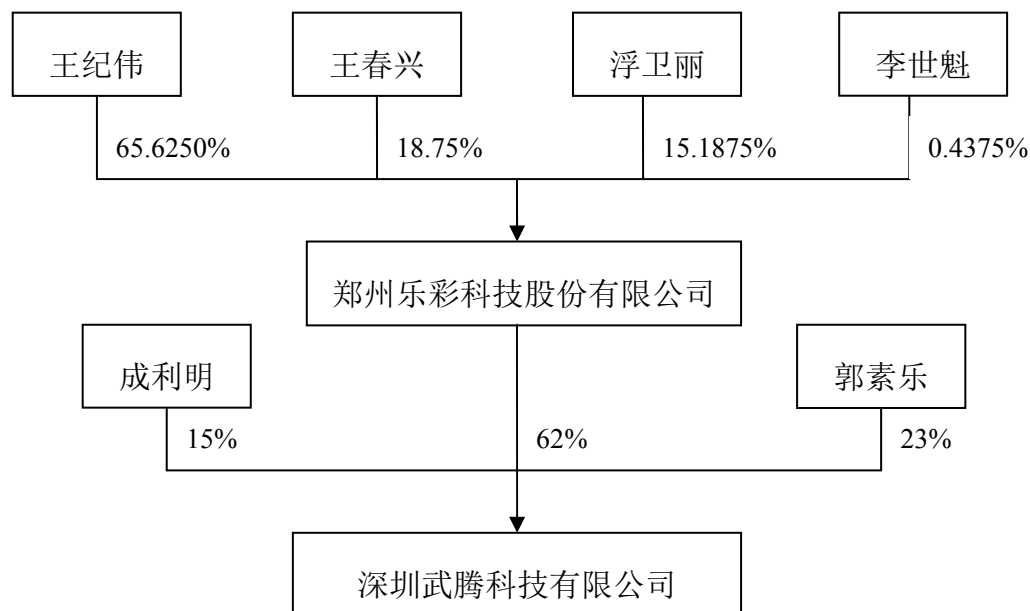 王纪伟
王春兴
浮卫丽
李世魁
65.6250%
18.75%
15.1875%
0.4375%
郑州乐彩科技股份有限公司
成利明
郭素乐
15%
62%
23%
深圳武腾科技有限公司